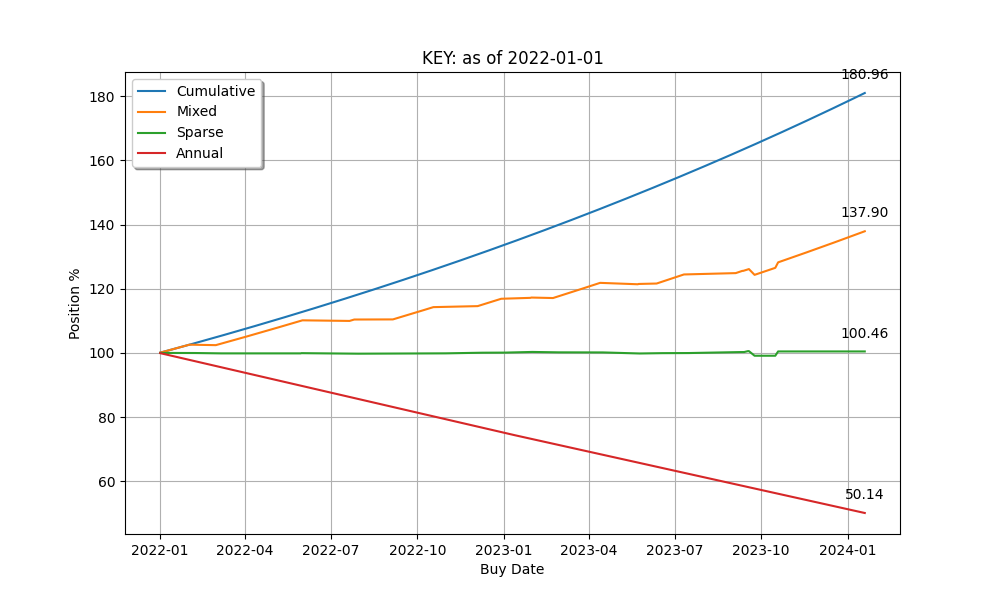 KEY: as of 2022-01-01
180.96
180
Cumulative
Mixed
Sparse
Annual
160
140
137.90
120
100.46
100
80
60
50.14
Position %
2022-01 2022-04 2022-07 2022-10 2023-01 2023-04 2023-07 2023-10 2024-01
Buy Date